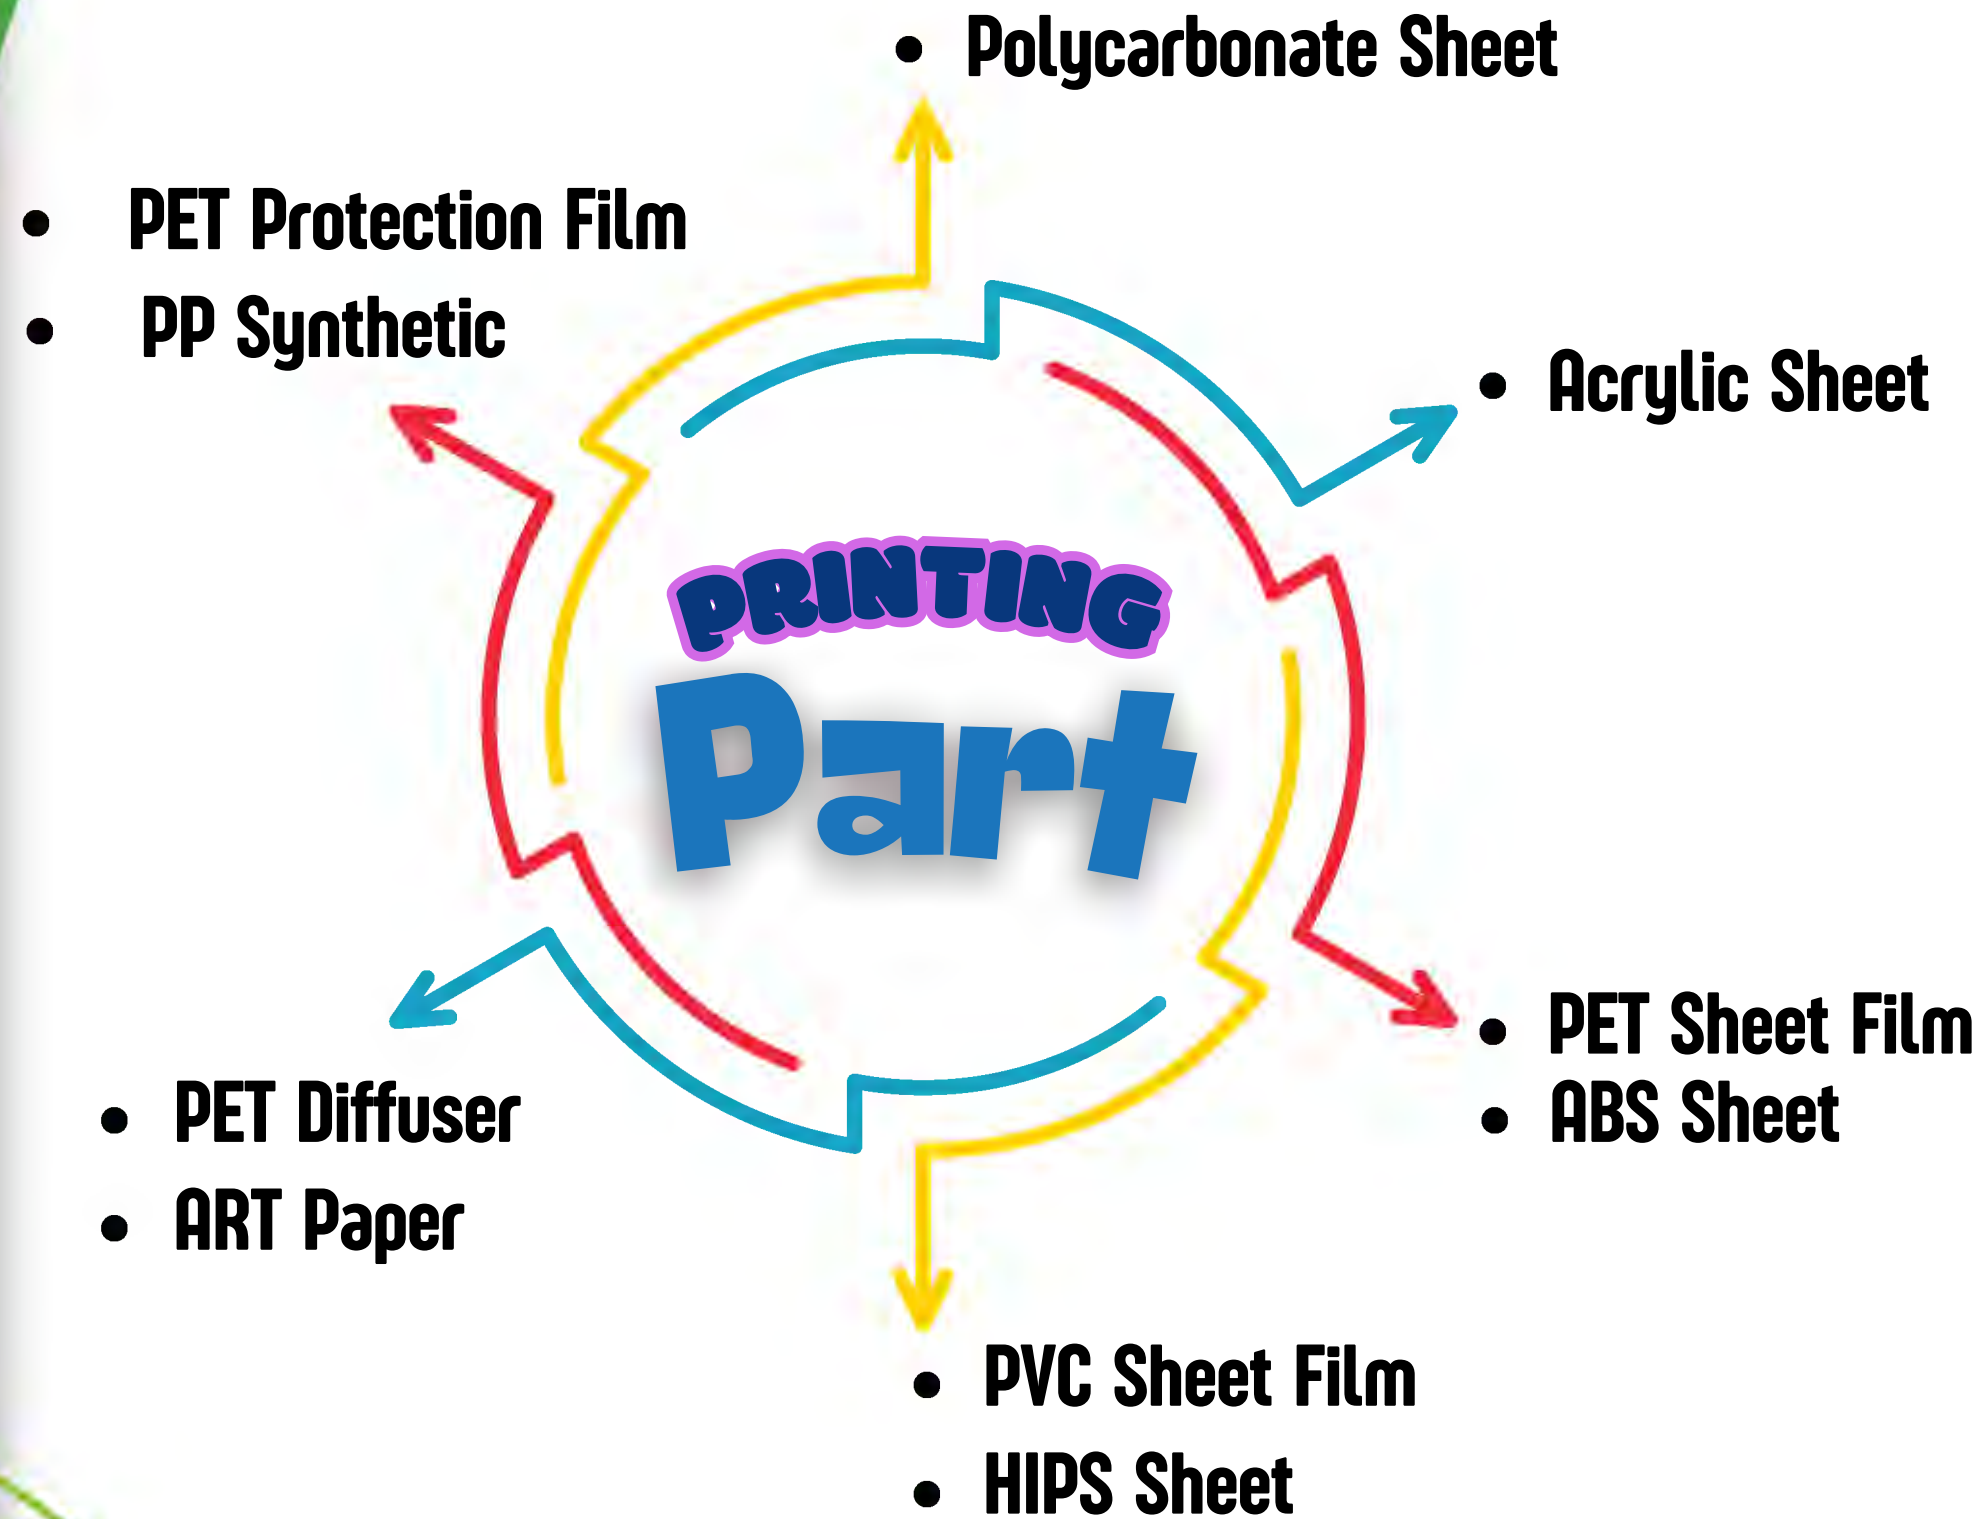 Polycarbonate Sheet
PET Protection Film
PP Synthetic
Acrylic Sheet
PRINTING
Part
PET Sheet Film
ABS Sheet
PET Diffuser
ART Paper
PVC Sheet Film
HIPS Sheet